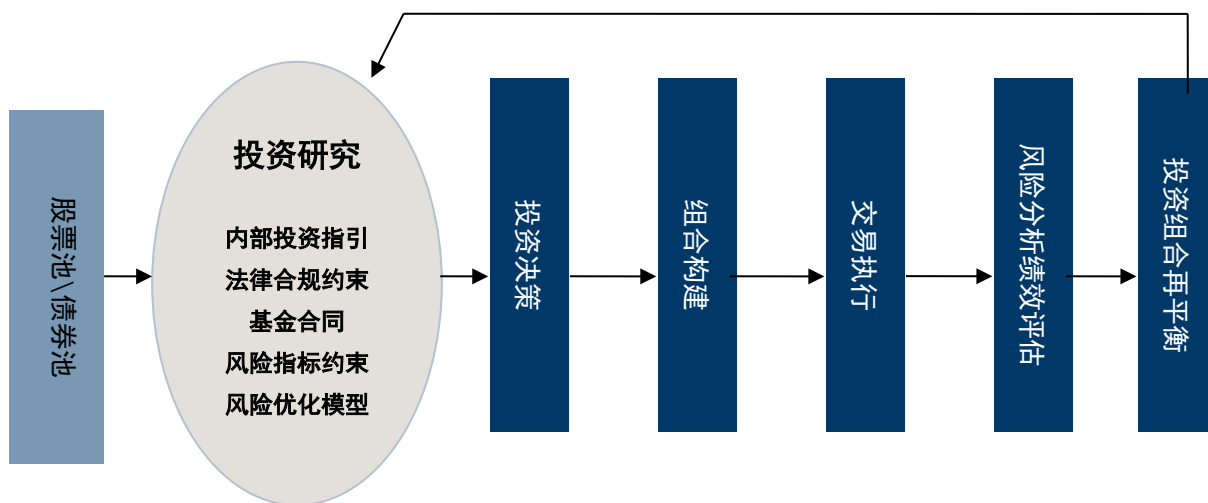 股票池\债券池
投资研究
内部投资指引
法律合规约束
基金合同
风险指标约束
风险优化模型
投资决策
组合构建
交易执行
风险分析绩效评估
投资组合再平衡